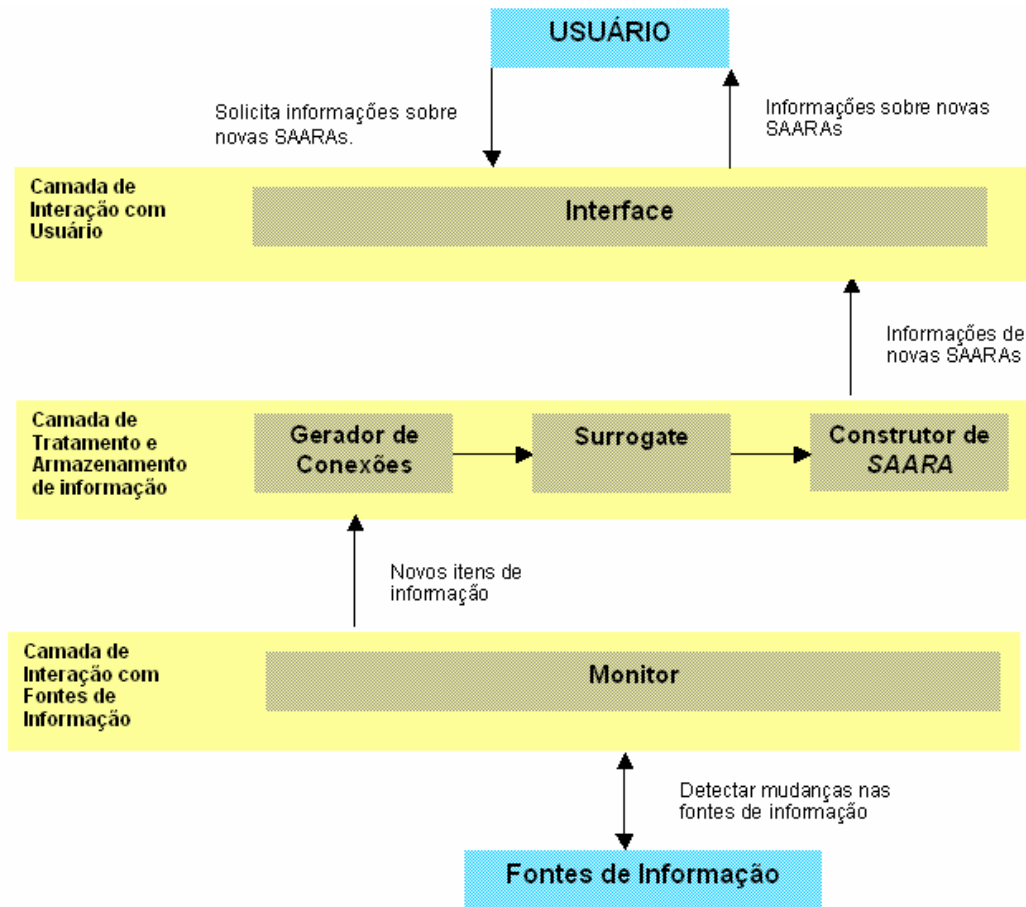 USUÁRIO
Solicita informações sobre
novas SAARAs.
Informações sobre novas
SAARAs
Camada de
Interação com
Usuário
Interface
Informações de
novas SAARAs
Camada de
Tratamento e
Armazenamento
de informação
Gerador de
Conexões
Surrogate
Construtor de
SAARA
Novos itens de
informação
Camada de
Interação com
Fontes de
Informação
Monitor
Detectar mudanças nas
fontes de informação
Fontes de Informação